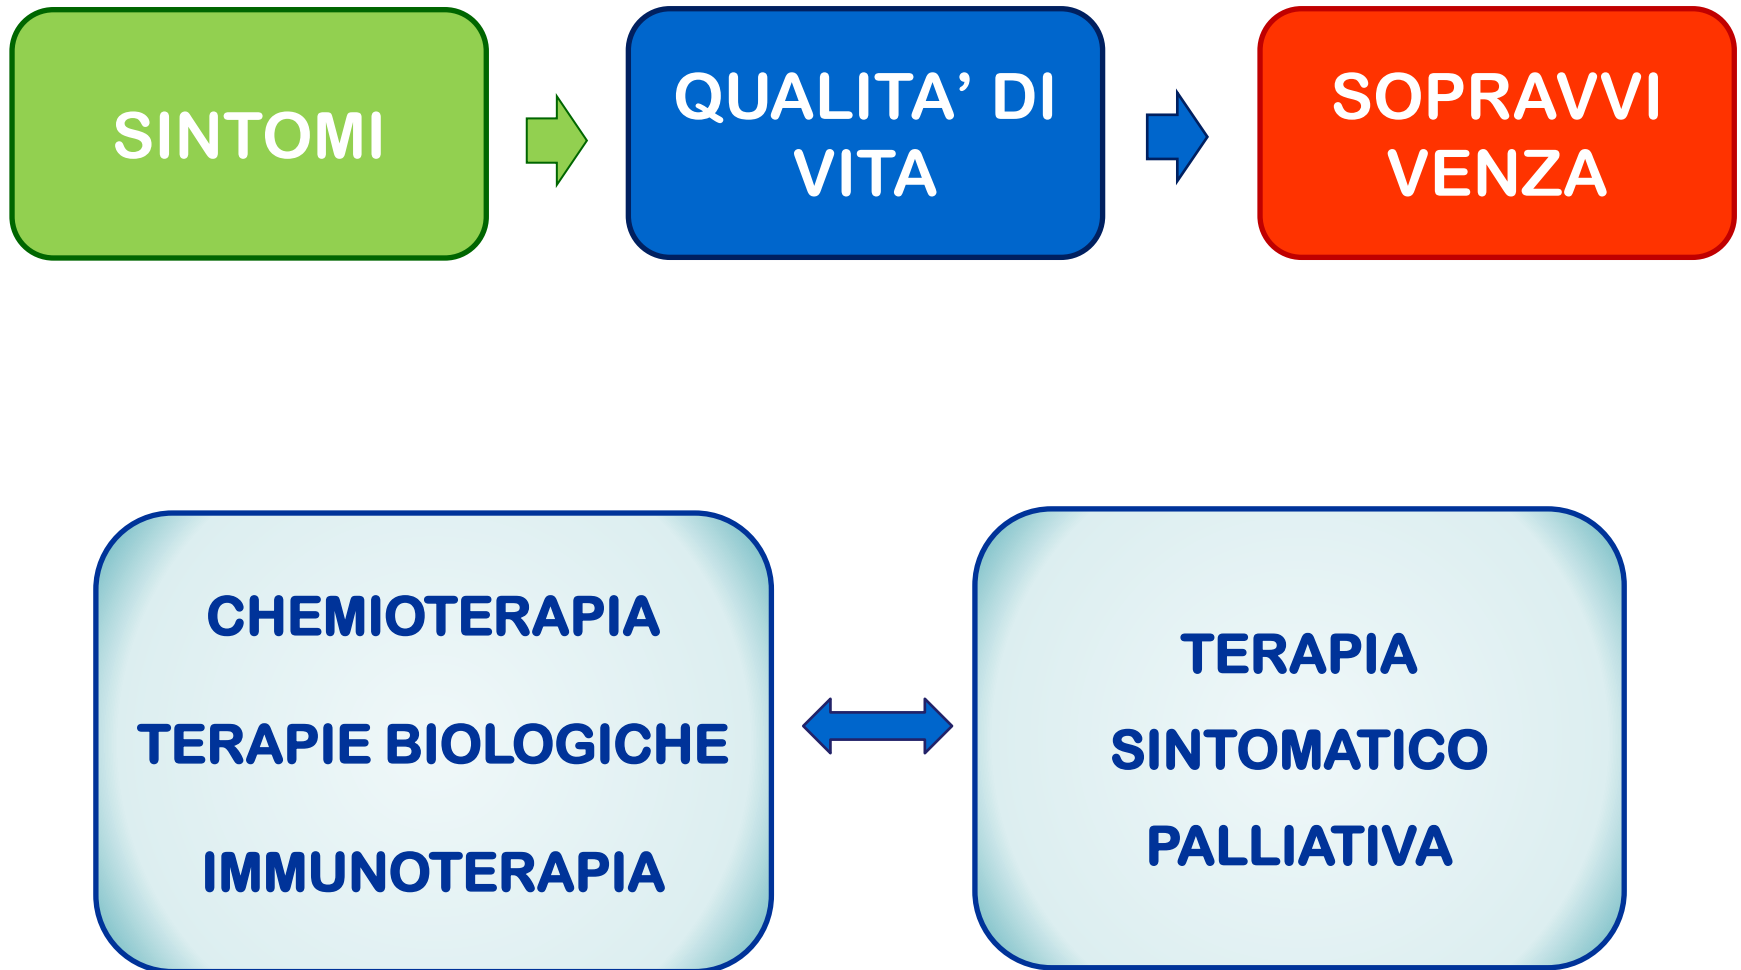 SINTOMI
QUALITA’ DI
VITA
SOPRAVVI
VENZA
CHEMIOTERAPIA
TERAPIE BIOLOGICHE
IMMUNOTERAPIA
TERAPIA
SINTOMATICO
PALLIATIVA